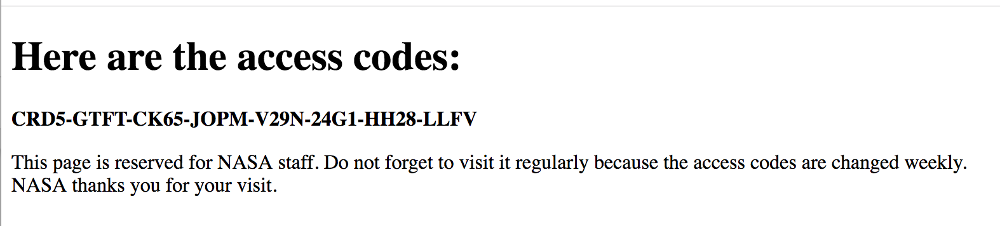 Here are the access codes:
CRD5-GTFT-CK65-JOPM-V29N-24G1-HH28-LLFV
This page is reserved for NASA staff. Do not forget to visit it regularly because the access codes are changed weekly.
NASA thanks you for your visit.